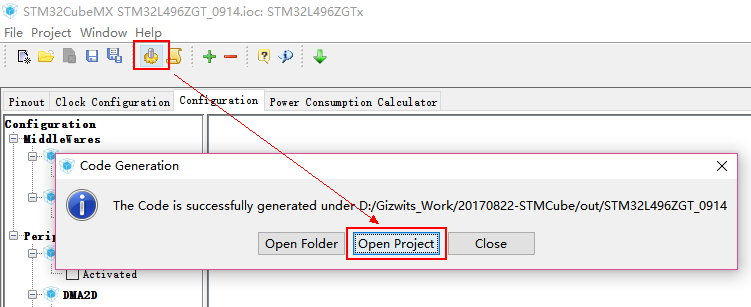 STM32CubeMX STM32L496ZGT_0914.ioc: STM32L496ZGTx
File Project Window Help
Pinout Clock Configuration Configuration Power Consumption Calculator
Configuration
MiddleWares
Code Generation
The Code is successfully generated under D:/Gizwits_Work/20170822-STMCube/out/STM32L496ZGT_0914
Open Folder Open Project Close
Perip
Activated
DMA2D